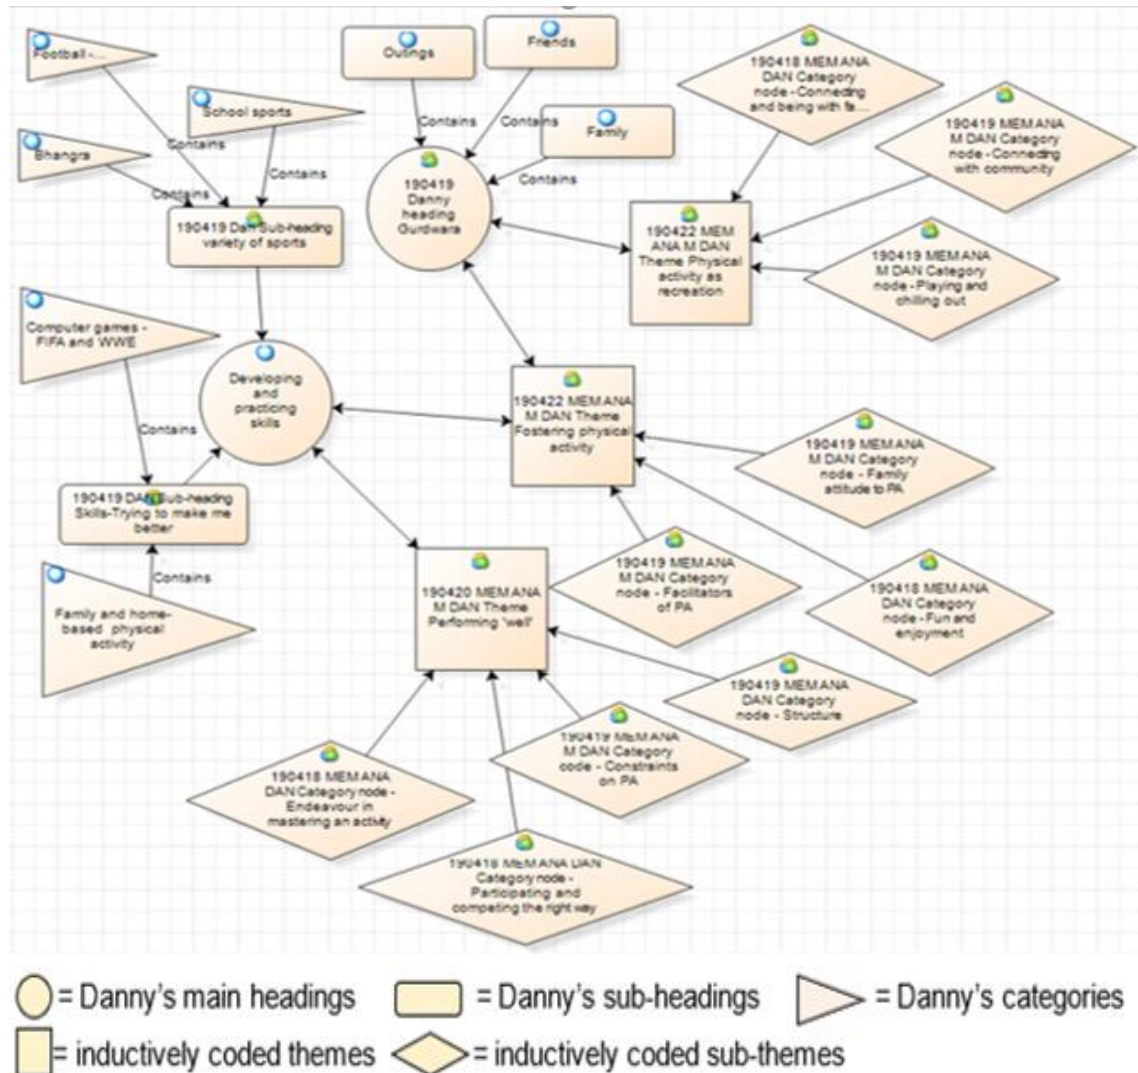 Football -...
School sports
Bhangra
Contains
Contains
Contains
190419 Dan Sub-heading
variety of sports
Outings
Friends
Family
Contains
Contains
Contains
190419
Danny
heading
Gurdwara
190418 MEM ANA
DAN Category
node - Connecting
and being with fa....
190419 MEM ANA
M DAN Category
node - Connecting
with community
190422 MEM
ANA M DAN
Theme Physical
activity as
recreation
190419 MEM ANA
M DAN Category
node - Playing and
chilling out
Computer games -
FIFA and WWE
Contains
Developing
and
practicing
skills
190422 MEM ANA
M DAN Theme
Fostering physical
activity
190419 MEM ANA
M DAN Category
node - Family
attitude to PA
190419 DAN Sub-heading
Skills-Trying to make me
better
Contains
Family and home-
based physical
activity
190420 MEM ANA
M DAN Theme
Performing 'well'
190419 MEM ANA
M DAN Category
node - Facilitators
of PA
190418 MEM ANA
DAN Category
node - Fun and
enjoyment
190419 MEM ANA
DAN Category
node - Structure
190419 MEM ANA
M DAN Category
code - Constraints
on PA
190418 MEM ANA
DAN Category node -
Endeavour in
mastering an activity
190418 MEM ANA DAN
Category node -
Participating and
competing the right way
= Danny's main headings
= Danny's sub-headings
= Danny's categories
= inductively coded themes
= inductively coded sub-themes